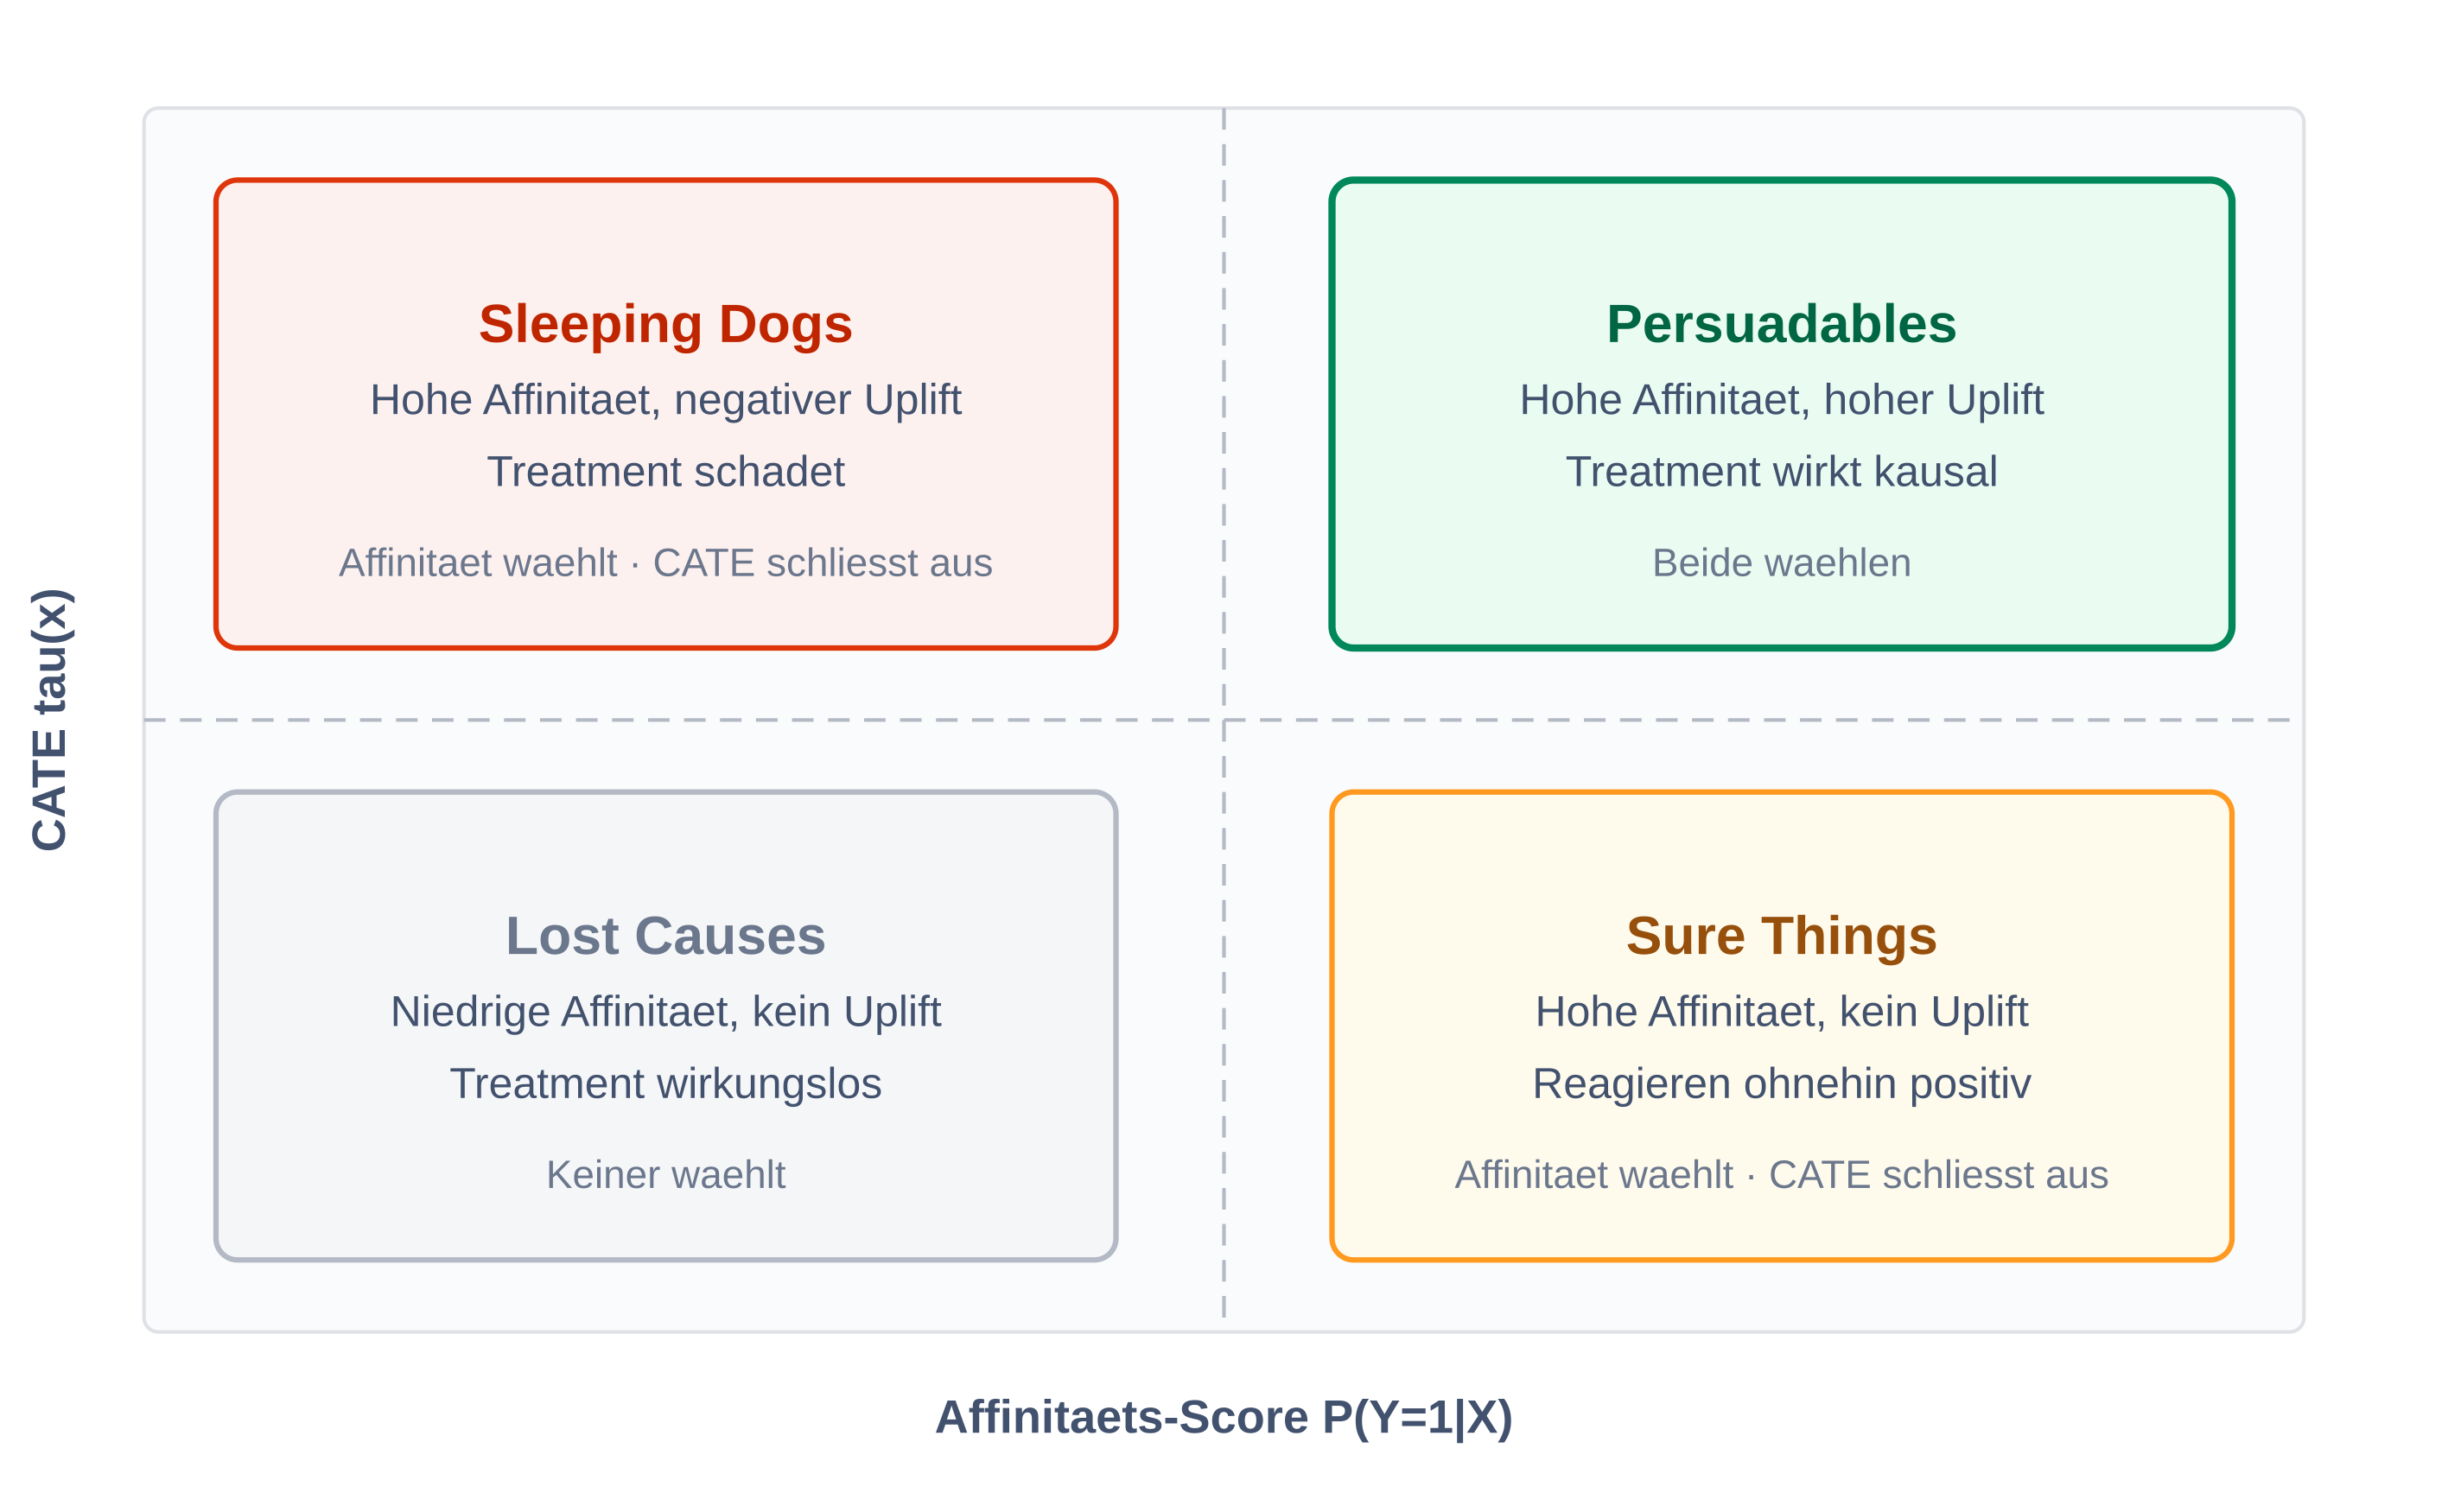 CATE tau(x)
Sleeping Dogs
Hohe Affinitaet, negativer Uplift
Treatment schadet
Affinitaet waehlt · CATE schliesst aus
Persuadables
Hohe Affinitaet, hoher Uplift
Treatment wirkt kausal
Beide waehlen
Lost Causes
Niedrige Affinitaet, kein Uplift
Treatment wirkungslos
Keiner waehlt
Sure Things
Hohe Affinitaet, kein Uplift
Reagieren ohnehin positiv
Affinitaet waehlt · CATE schliesst aus
Affinitaets-Score P(Y=1|X)